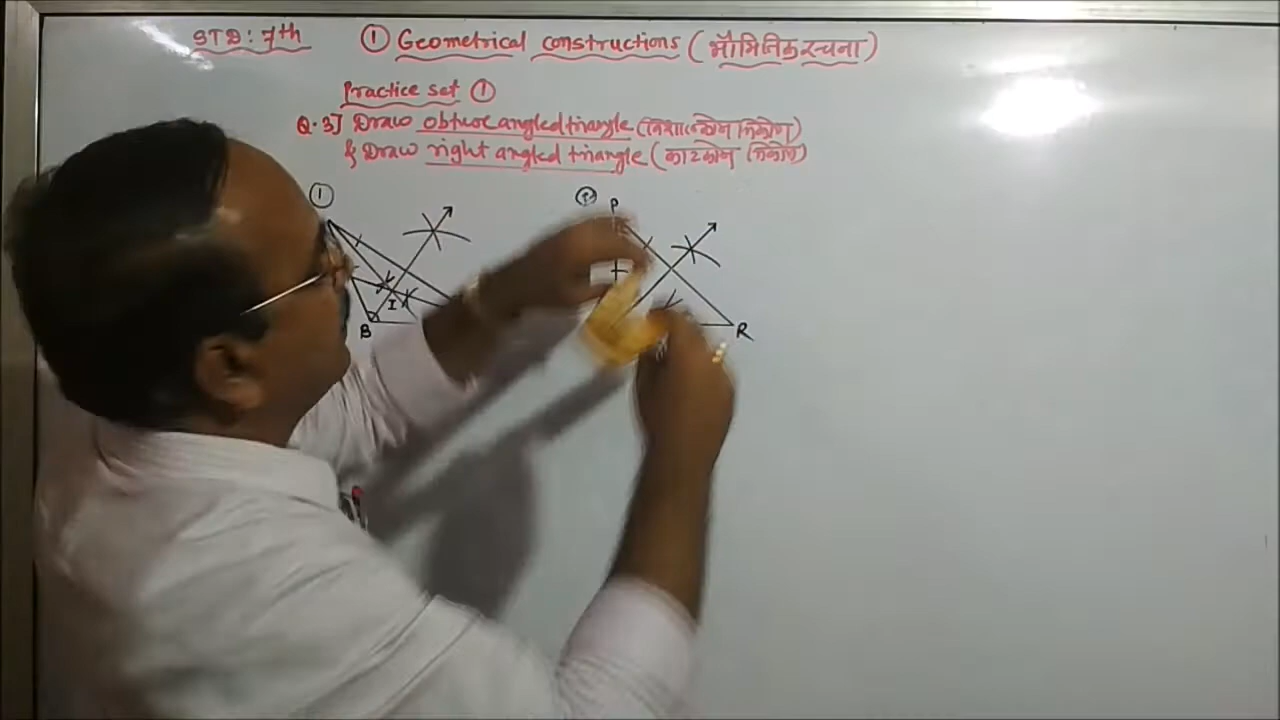 STD: 7th ① Geometrical constructions (भौमितिक रचना)
Practice set ①
Q.3] Draw obtuse angled triangle (विशालकोन त्रिकोण)
& Draw right angled triangle (काटकोन त्रिकोण)
①
P
I
B
R